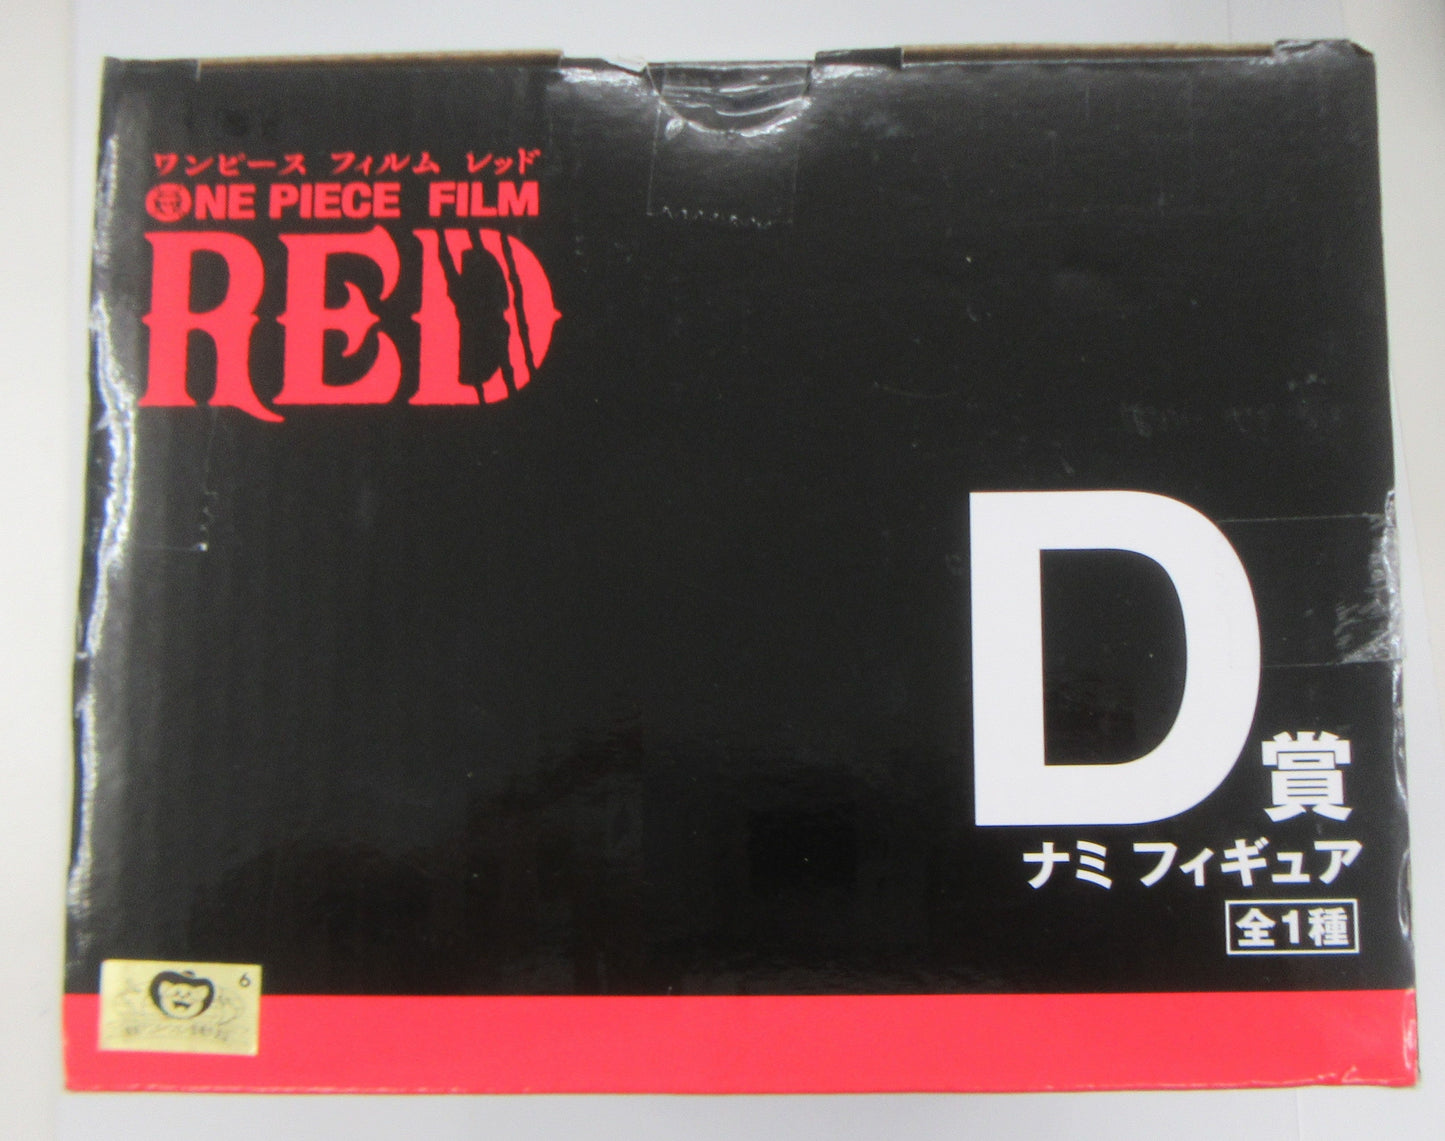 ワンピース フィルム レッド
ONE PIECE FILM
RED
D賞
ナミ フィギュア
全1種
6